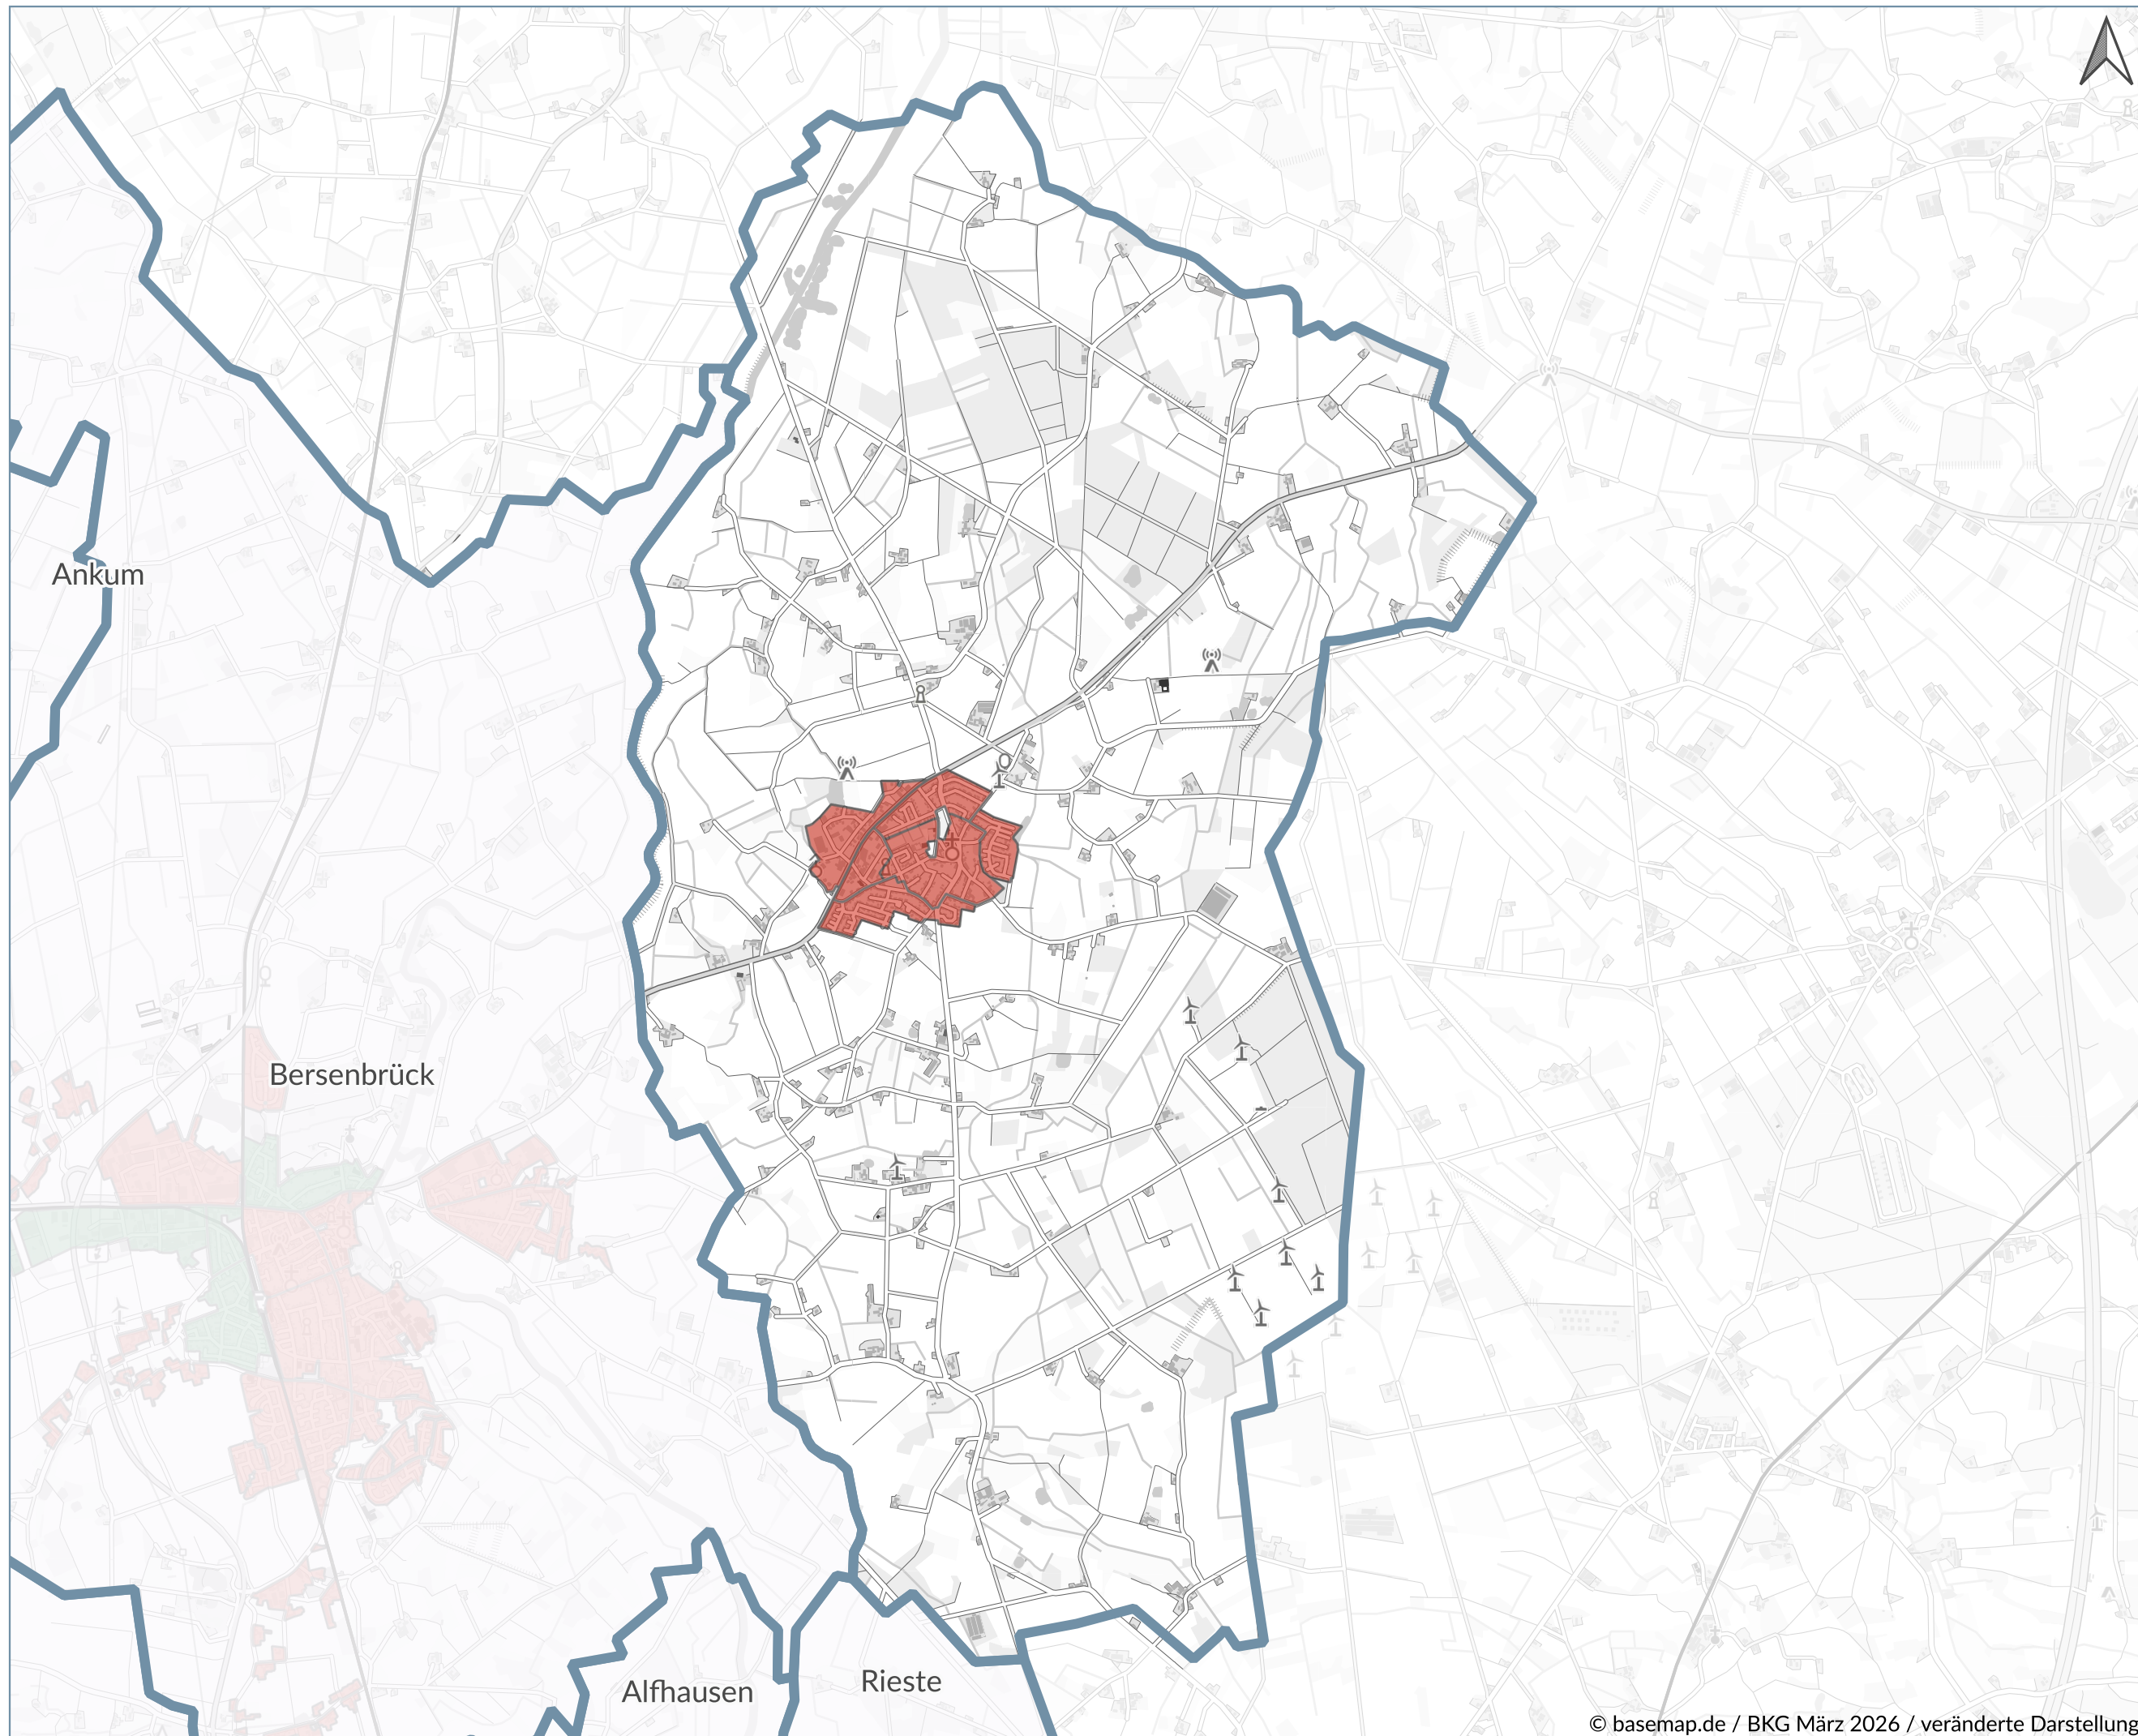 Ankum
Bersenbrück
Alfhausen
Rieste
© basemap.de / BKG März 2026 / veränderte Darstellung